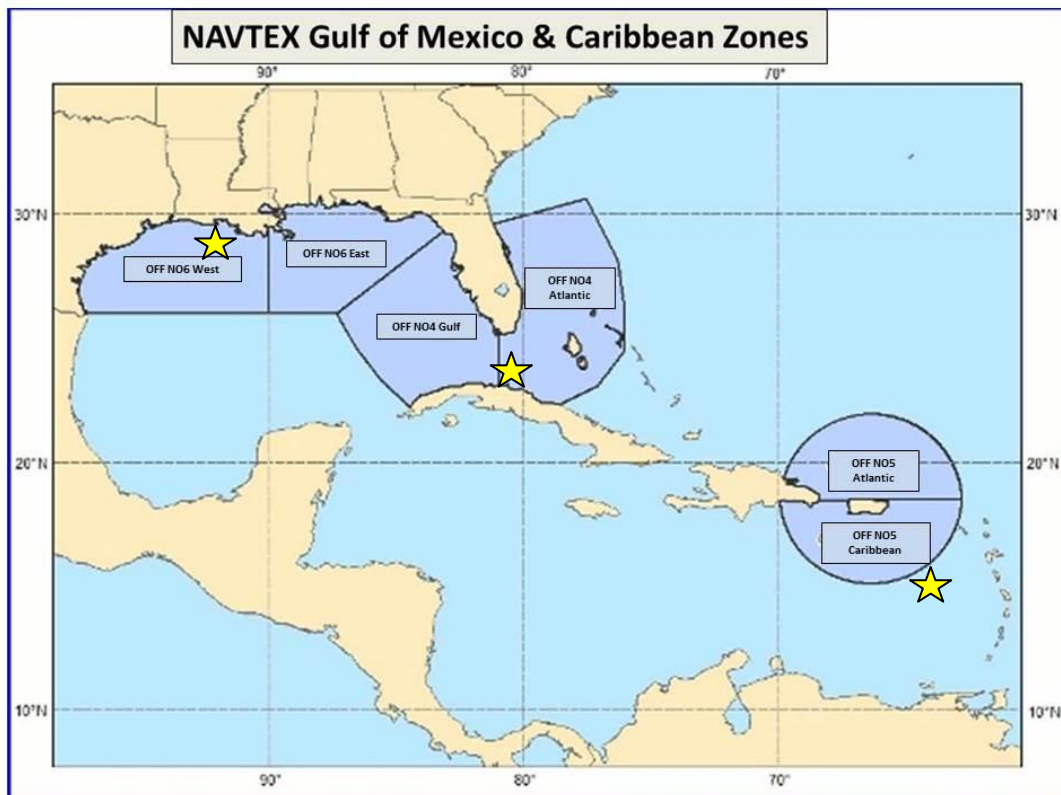 NAVTEX Gulf of Mexico & Caribbean Zones
90°
80°
70°
30°N
30°N
OFF NO6 West
OFF NO6 East
OFF NO4
Atlantic
OFF NO4 Gulf
20°N
20°N
OFF NO5
Atlantic
OFF NO5
Caribbean
10°N
10°N
90°
80°
70°